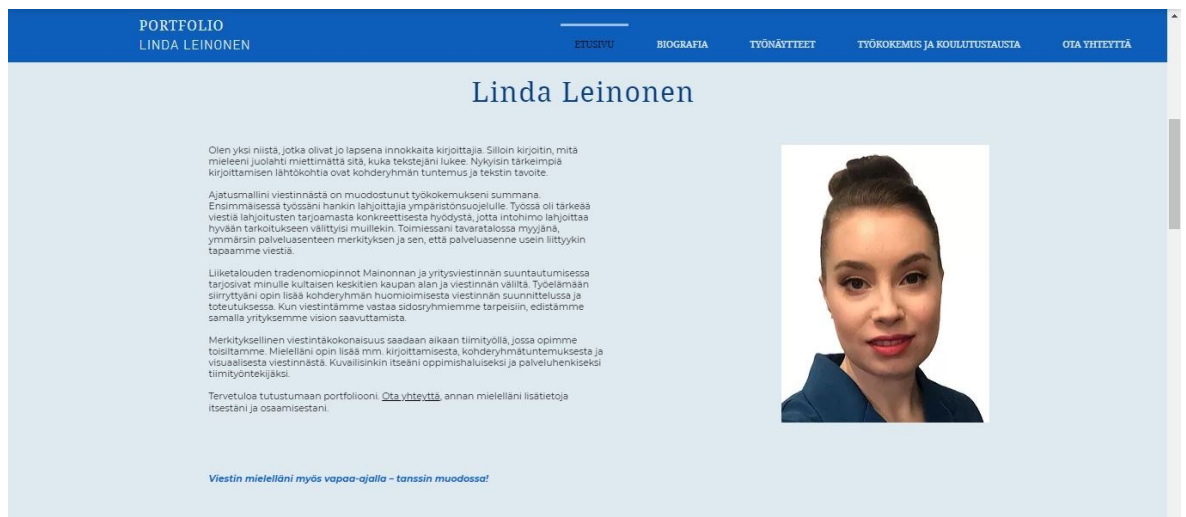 PORTFOLIO
LINDA LEINONEN
ETUSIVU
BIOGRAFIA
TYÖNÄYTTEET
TYÖKOKEMUS JA KOULUTUSTAUSTA
OTA YHTEYTTÄ
Linda Leinonen
Olen yksi niistä, jotka olivat jo lapsena innokkaita kirjoittajia. Silloin kirjoitin, mitä
mieleeni juolahti miettimättä sitä, kuka tekstejäni lukee. Nykyisin tärkeimpiä
kirjoittamisen lähtökohtia ovat kohderyhmän tuntemus ja tekstin tavoite.
Ajatusmallini viestinnästä on muodostunut työkokemukseni summana.
Ensimmäisessä työssäni hankin lahjoittajia ympäristönsuojelulle. Työssä oli tärkeää
viestiä lahjoitusten tarjoamasta konkreettisesta hyödystä, jotta intohimo lahjoittaa
hyvään tarkoitukseen välittyisi muillekin. Toimiessani tavaratalossa myyjänä,
ymmärsin palveluasenteen merkityksen ja sen, että palveluasenne usein liittyykin
tapaamme viestiä.
Liiketalouden tradenomiopinnot Mainonnan ja yritysviestinnän suuntautumisessa
tarjosivat minulle kultaisen keskitien kaupan alan ja viestinnän väliltä. Työelämään
siirryttyäni opin lisää kohderyhmän huomioimisesta viestinnän suunnittelussa ja
toteutuksessa. Kun viestintämme vastaa sidosryhmiemme tarpeisiin, edistämme
samalla yrityksemme vision saavuttamista.
Merkityksellinen viestintäkokonaisuus saadaan aikaan tiimityöllä, jossa opimme
toisiltamme. Mielelläni opin lisää mm. kirjoittamisesta, kohderyhmätuntemuksesta ja
visuaalisesta viestinnästä. Kuvailisinkin itseäni oppimishaluiseksi ja palveluhenkiseksi
tiimityöntekijäksi.
Tervetuloa tutustumaan portfoliooni. Ota yhteyttä, annan mielelläni lisätietoja
itsestäni ja osaamisestani.
Viestin mielelläni myös vapaa-ajalla – tanssin muodossa!